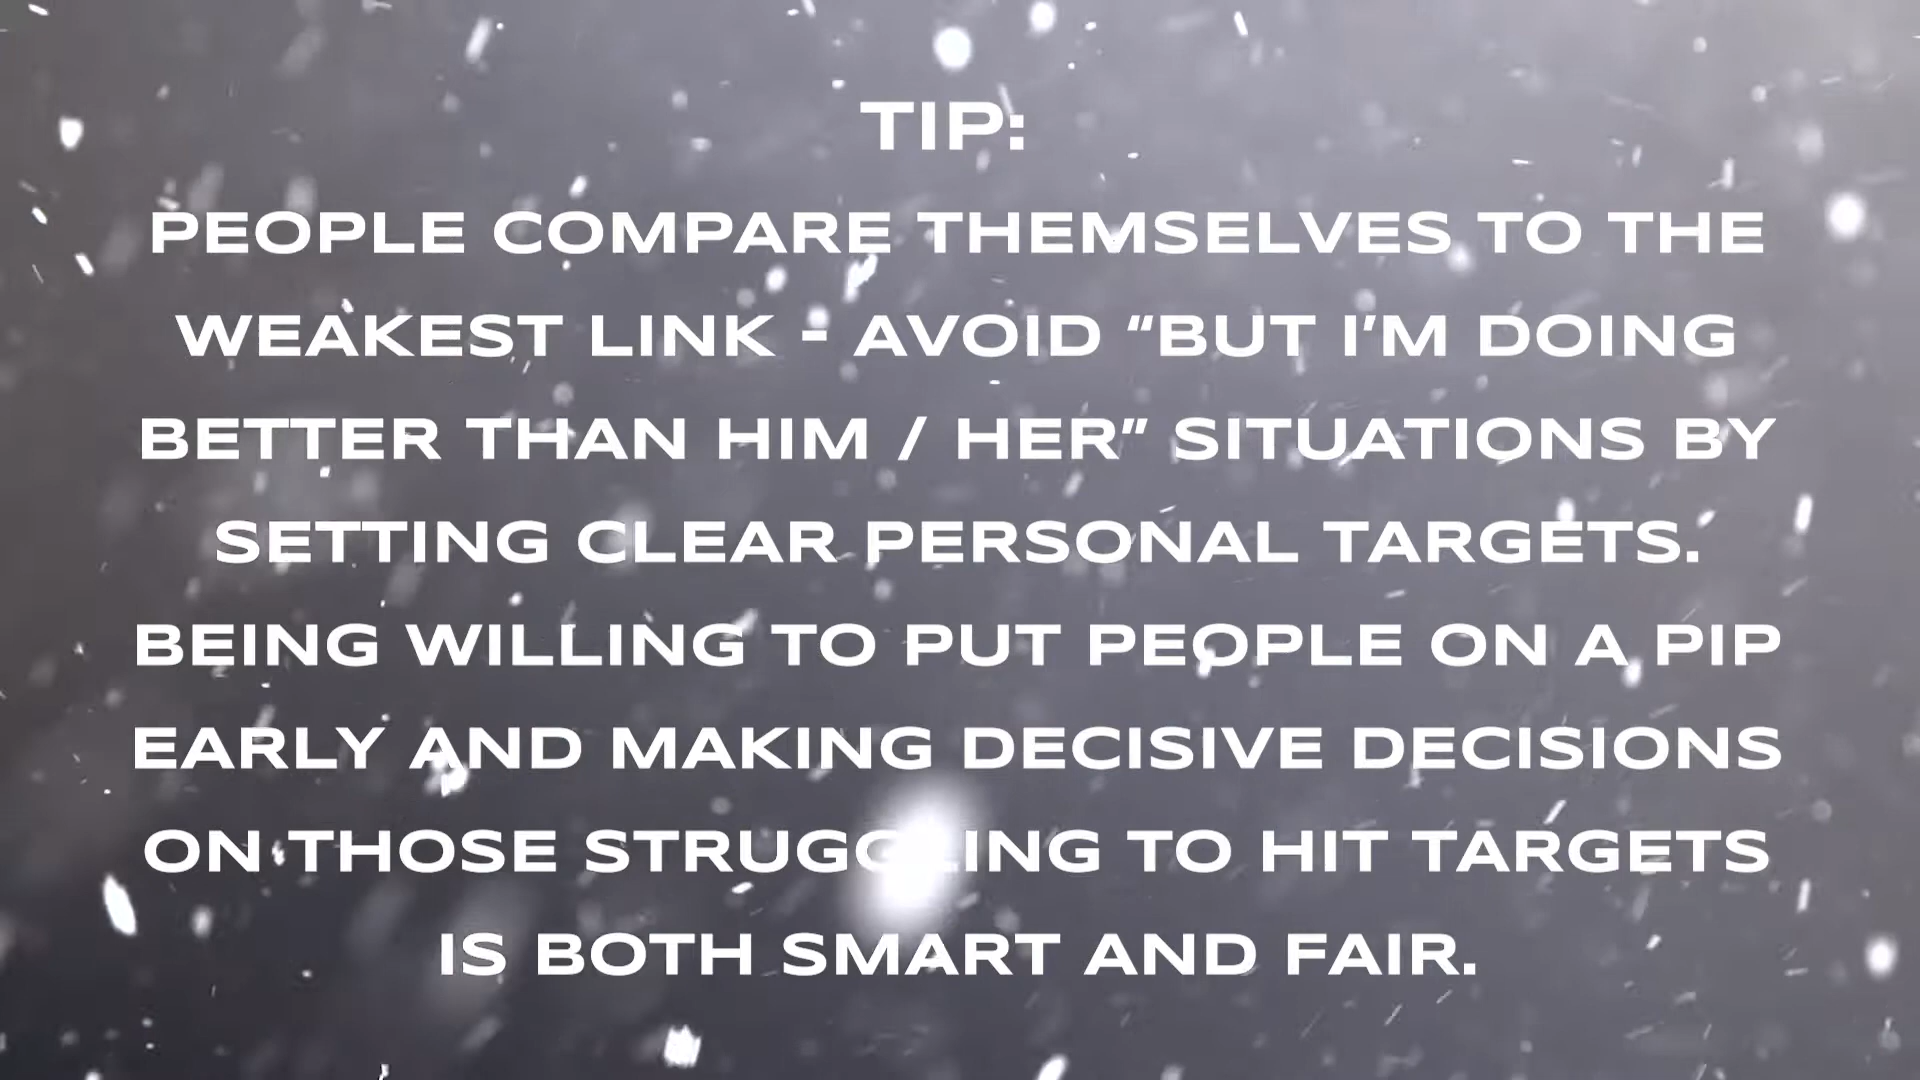 TIP:
PEOPLE COMPARE THEMSELVES TO THE
WEAKEST LINK - AVOID “BUT I’M DOING
BETTER THAN HIM / HER” SITUATIONS BY
SETTING CLEAR PERSONAL TARGETS.
BEING WILLING TO PUT PEOPLE ON A PIP
EARLY AND MAKING DECISIVE DECISIONS
ON THOSE STRUGGLING TO HIT TARGETS
IS BOTH SMART AND FAIR.